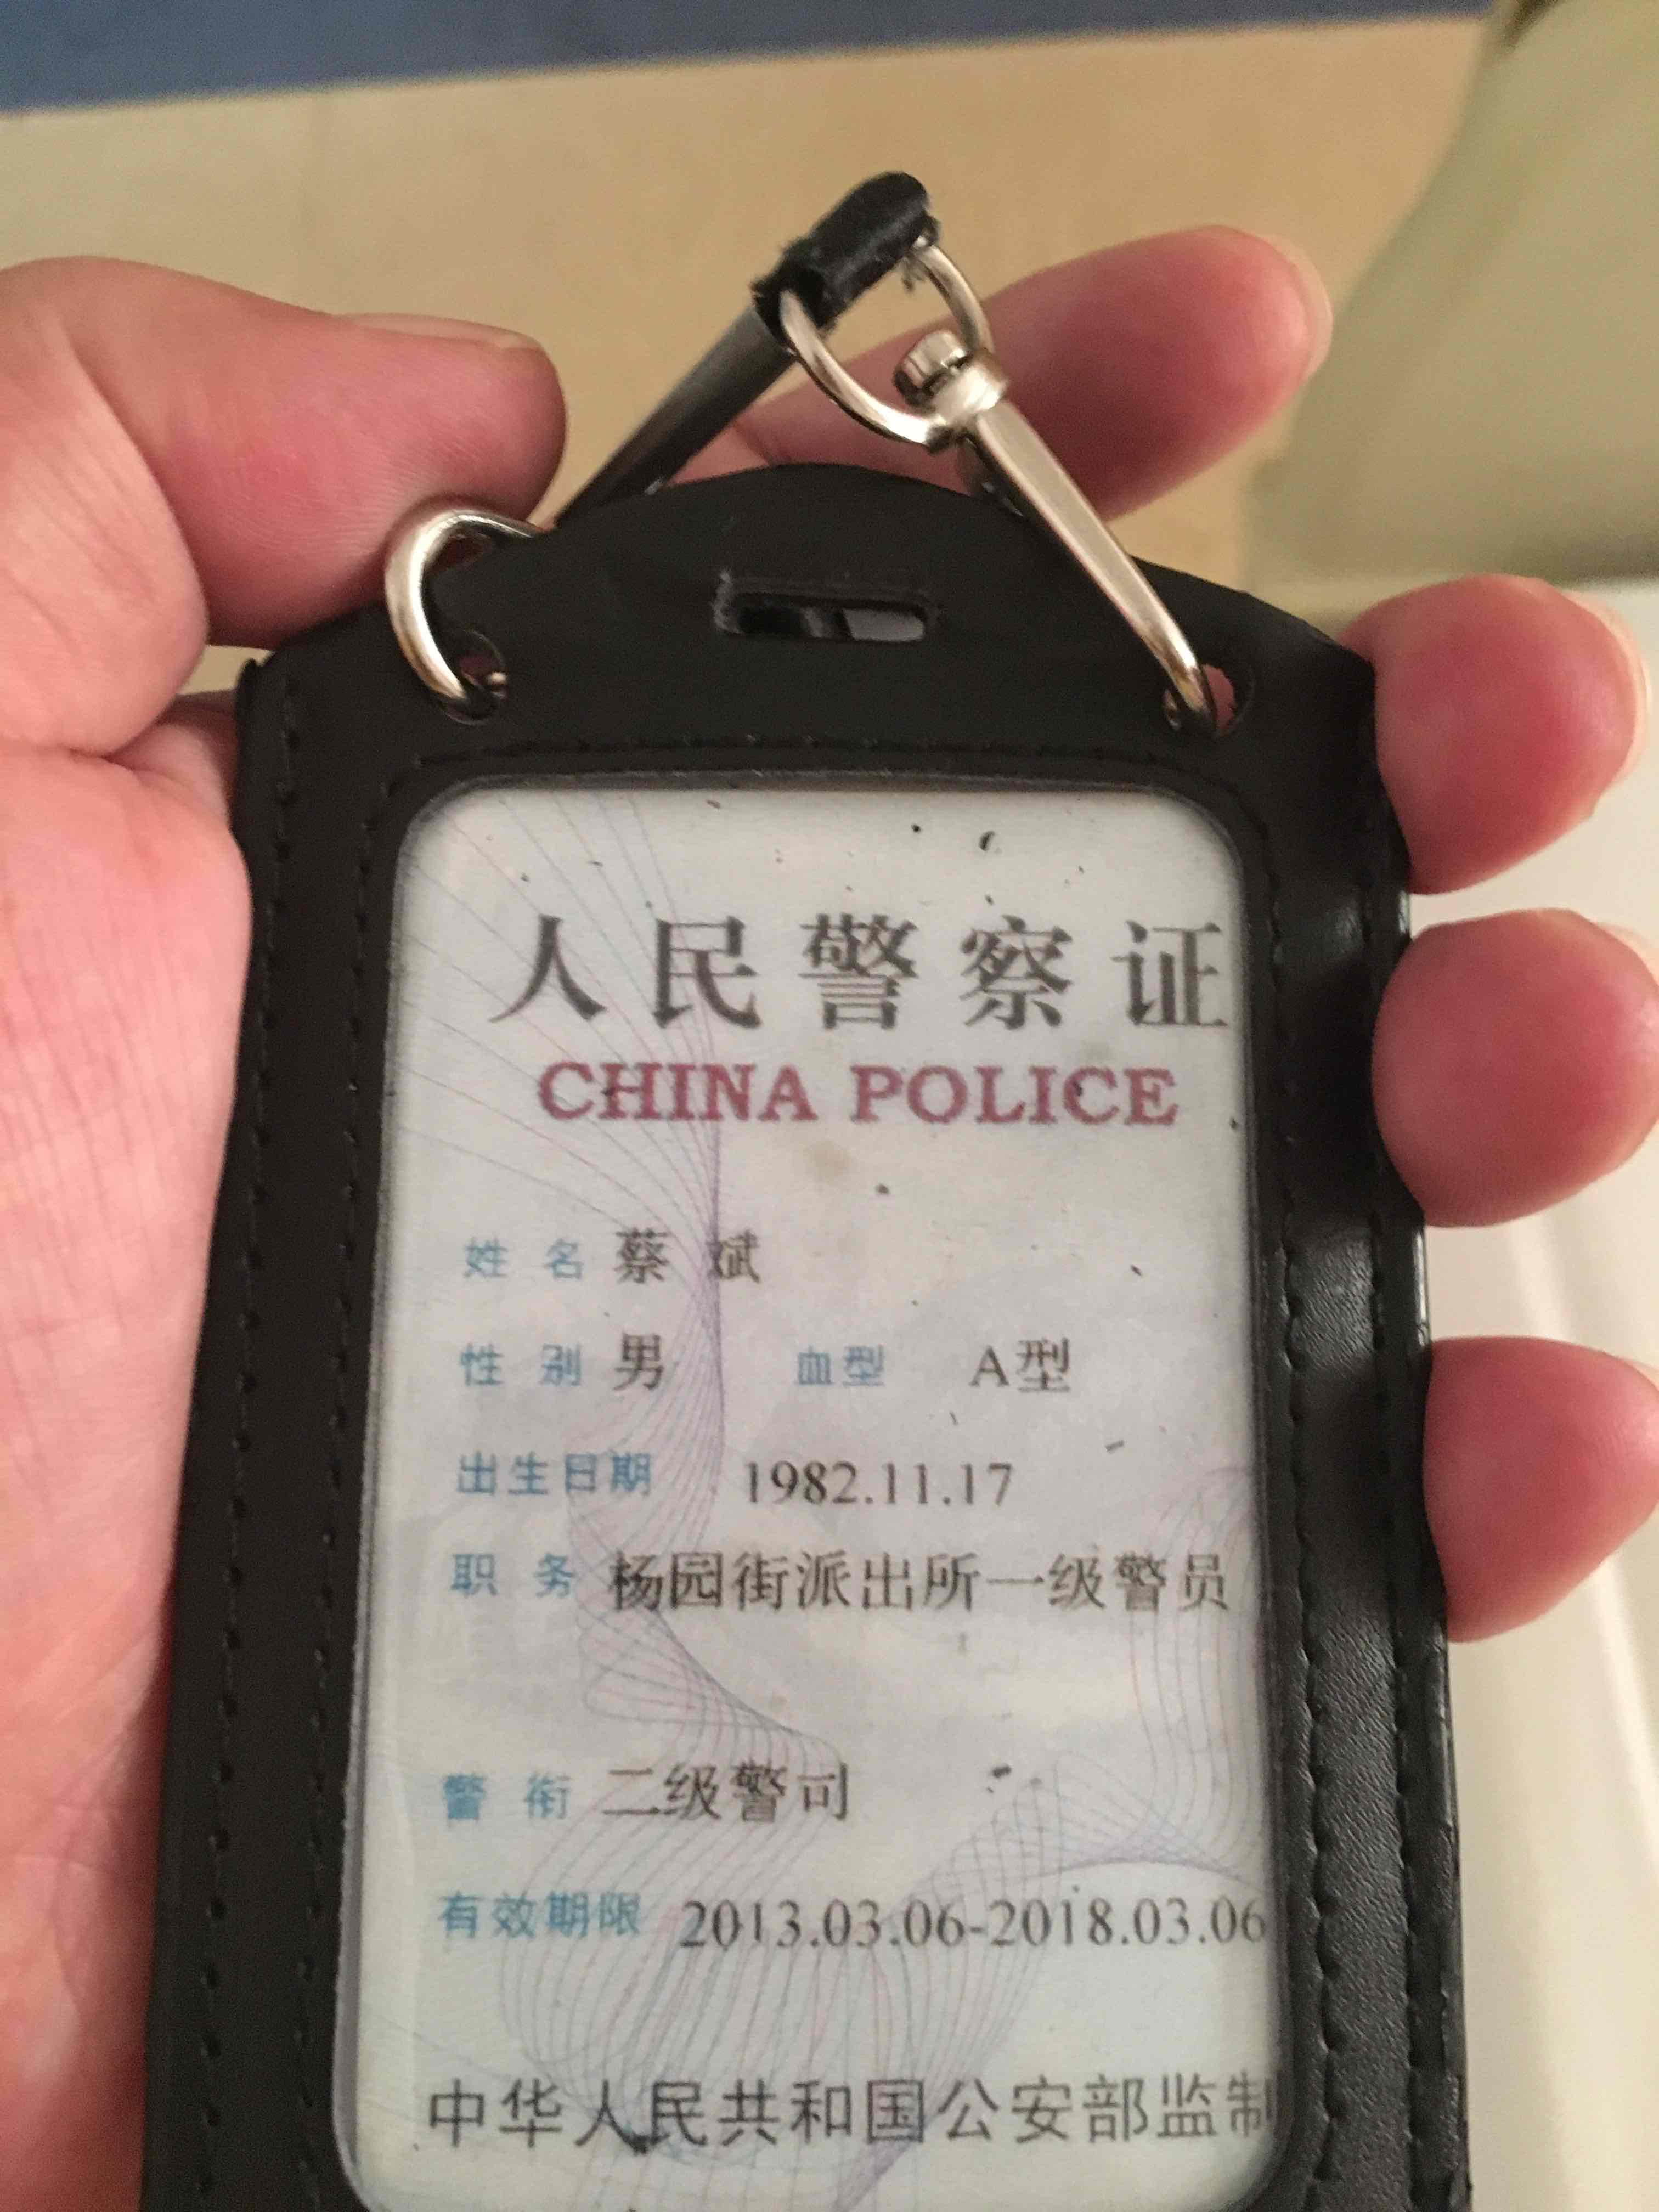 人民警察证
CHINA POLICE
姓名 蔡斌
性别 男 血型 A型
出生日期 1982.11.17
职务 杨园街派出所一级警员
警衔 二级警司
有效期限 2013.03.06-2018.03.06
中华人民共和国公安部监制